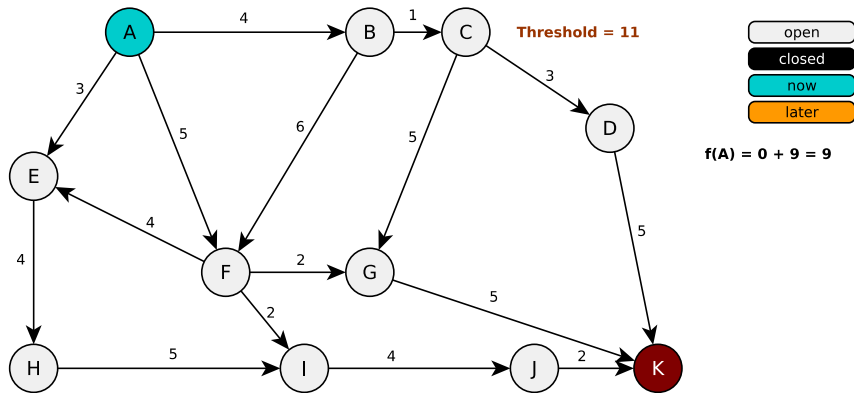 4
1
A
B
C
Threshold = 11
open
closed
now
later
3
3
5
6
5
D
f(A) = 0 + 9 = 9
E
4
5
4
2
F
G
5
2
5
4
2
H
I
J
K